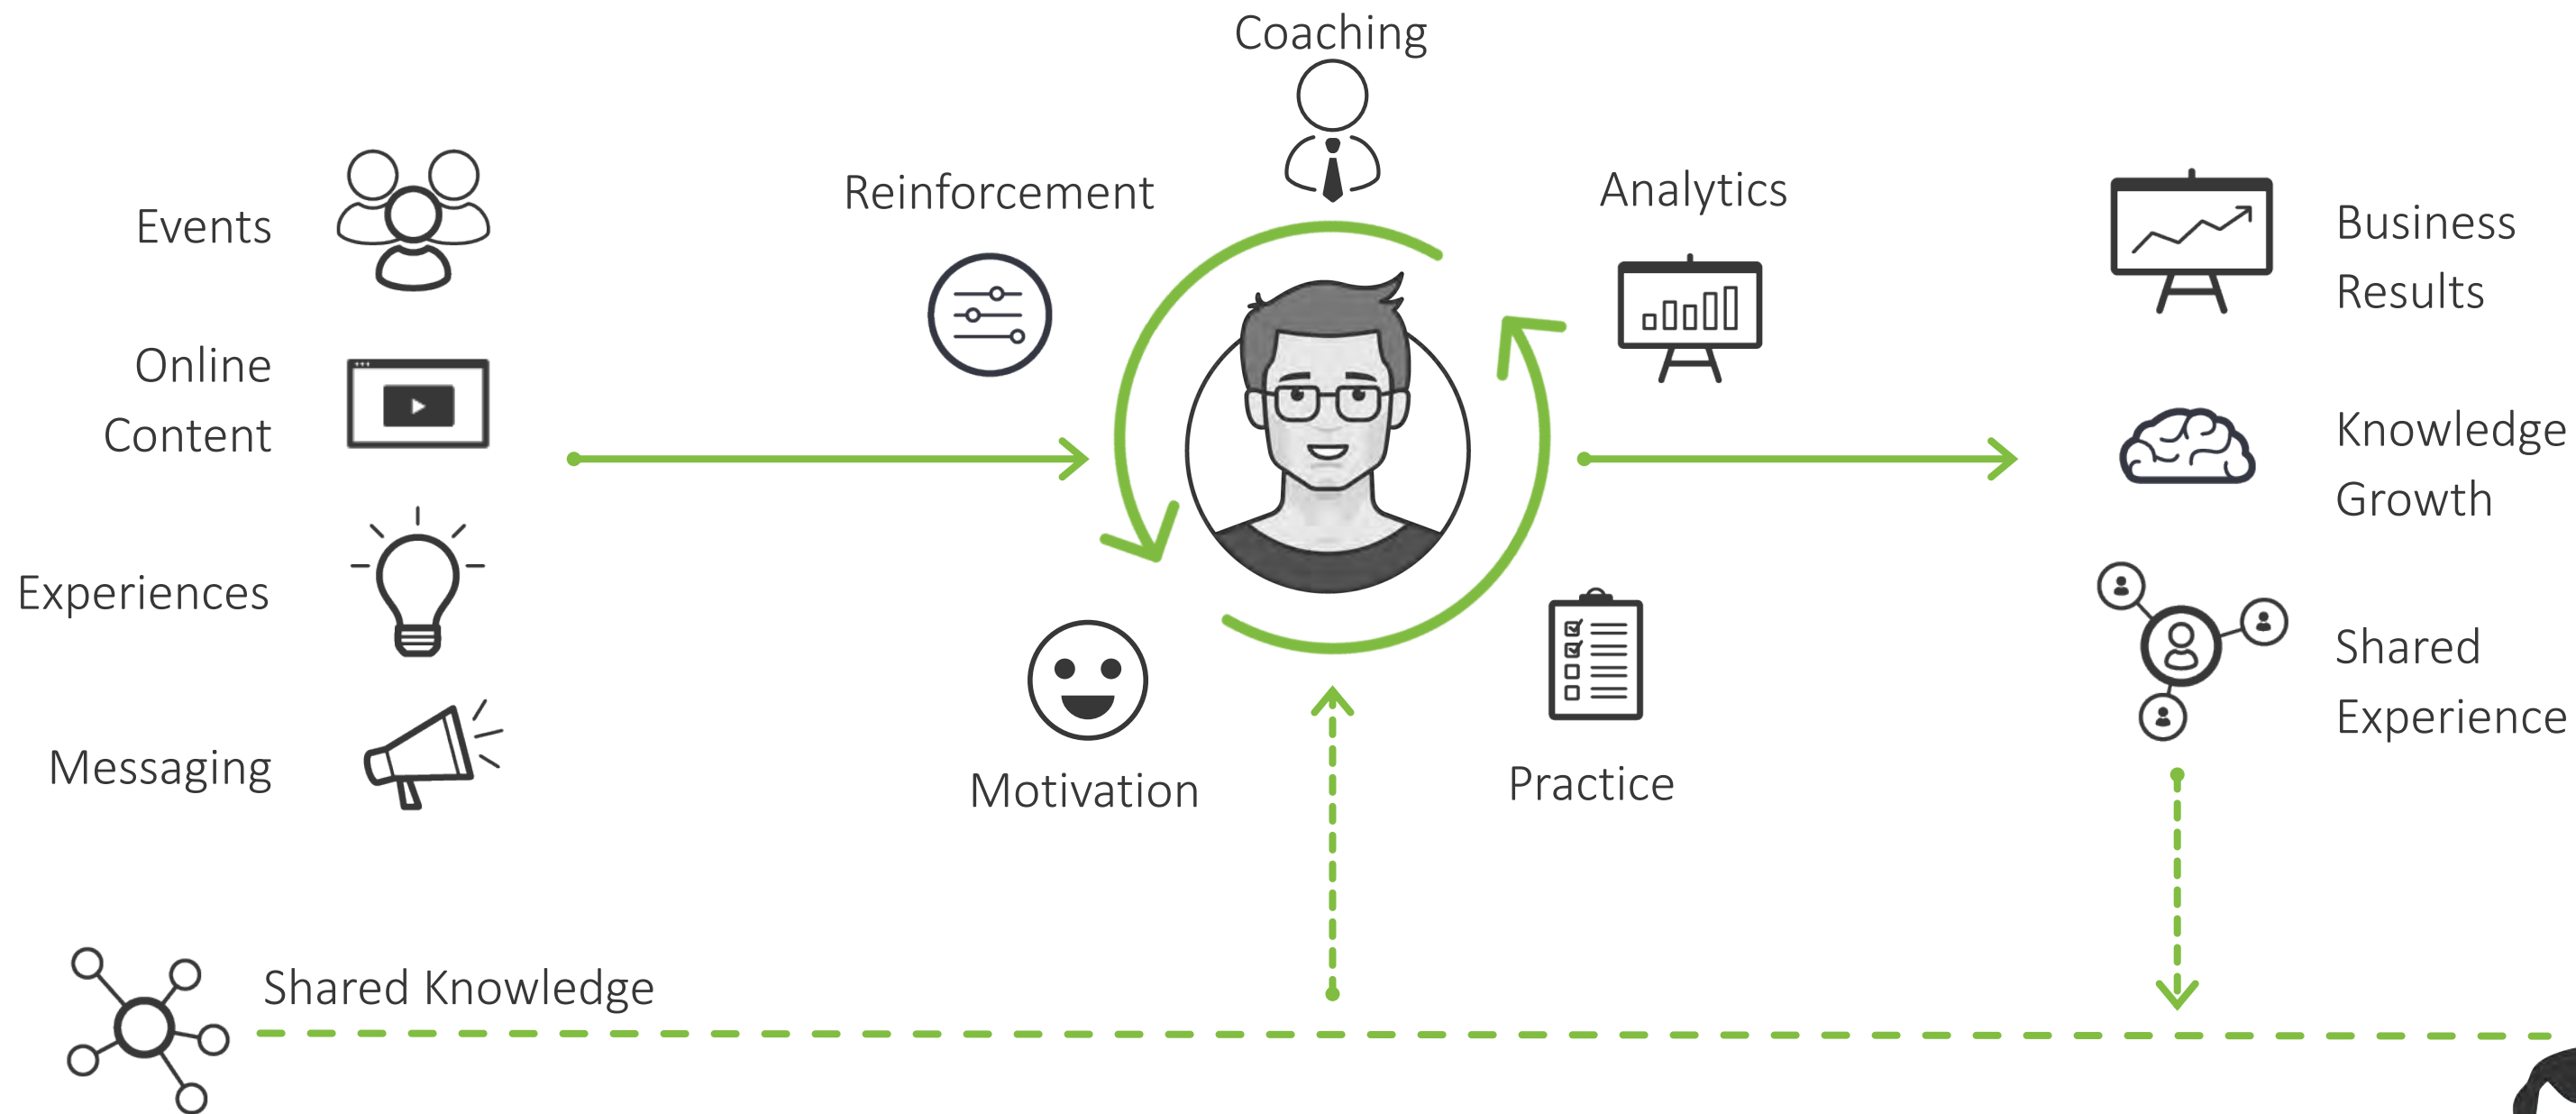 Coaching
Reinforcement
Analytics
Events
Online
Content
Experiences
Messaging
Motivation
Practice
Business
Results
Knowledge
Growth
Shared
Experience
Shared Knowledge